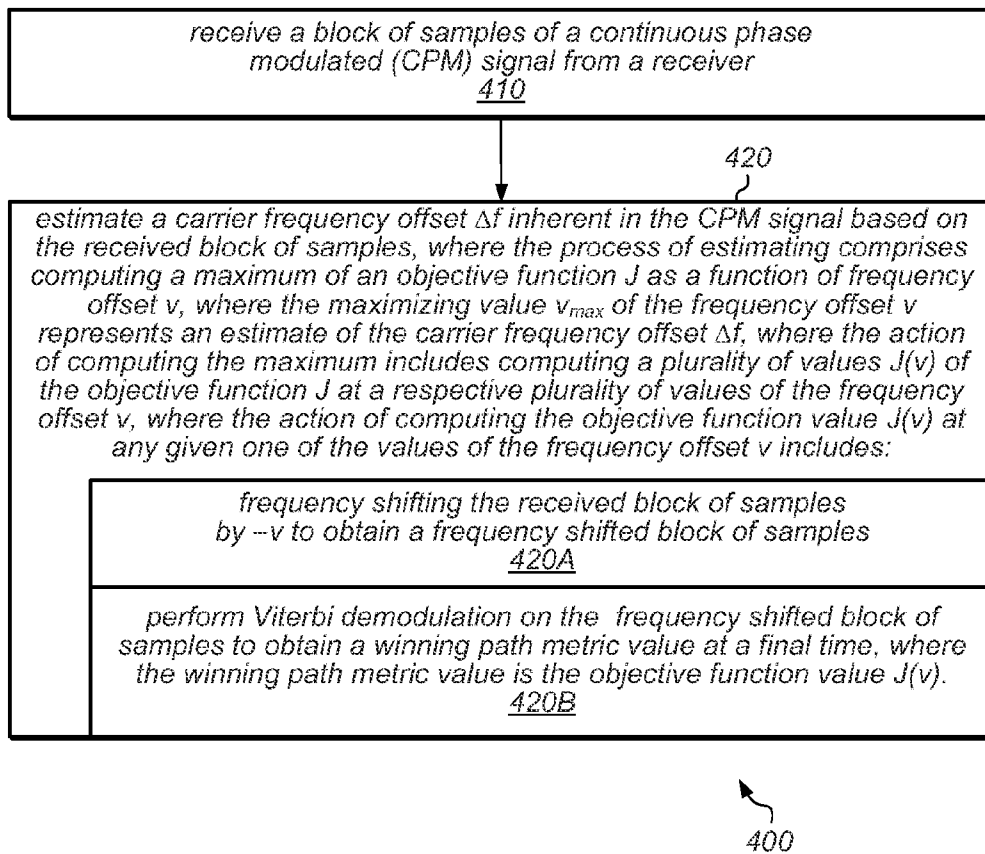 receive a block of samples of a continuous phase
modulated (CPM) signal from a receiver
410
420
estimate a carrier frequency offset Δf inherent in the CPM signal based on
the received block of samples, where the process of estimating comprises
computing a maximum of an objective function J as a function of frequency
offset v, where the maximizing value vmax of the frequency offset v
represents an estimate of the carrier frequency offset Δf, where the action
of computing the maximum includes computing a plurality of values J(v) of
the objective function J at a respective plurality of values of the frequency
offset v, where the action of computing the objective function value J(v) at
any given one of the values of the frequency offset v includes:
frequency shifting the received block of samples
by –v to obtain a frequency shifted block of samples
420A
perform Viterbi demodulation on the frequency shifted block of
samples to obtain a winning path metric value at a final time, where
the winning path metric value is the objective function value J(v).
420B
400